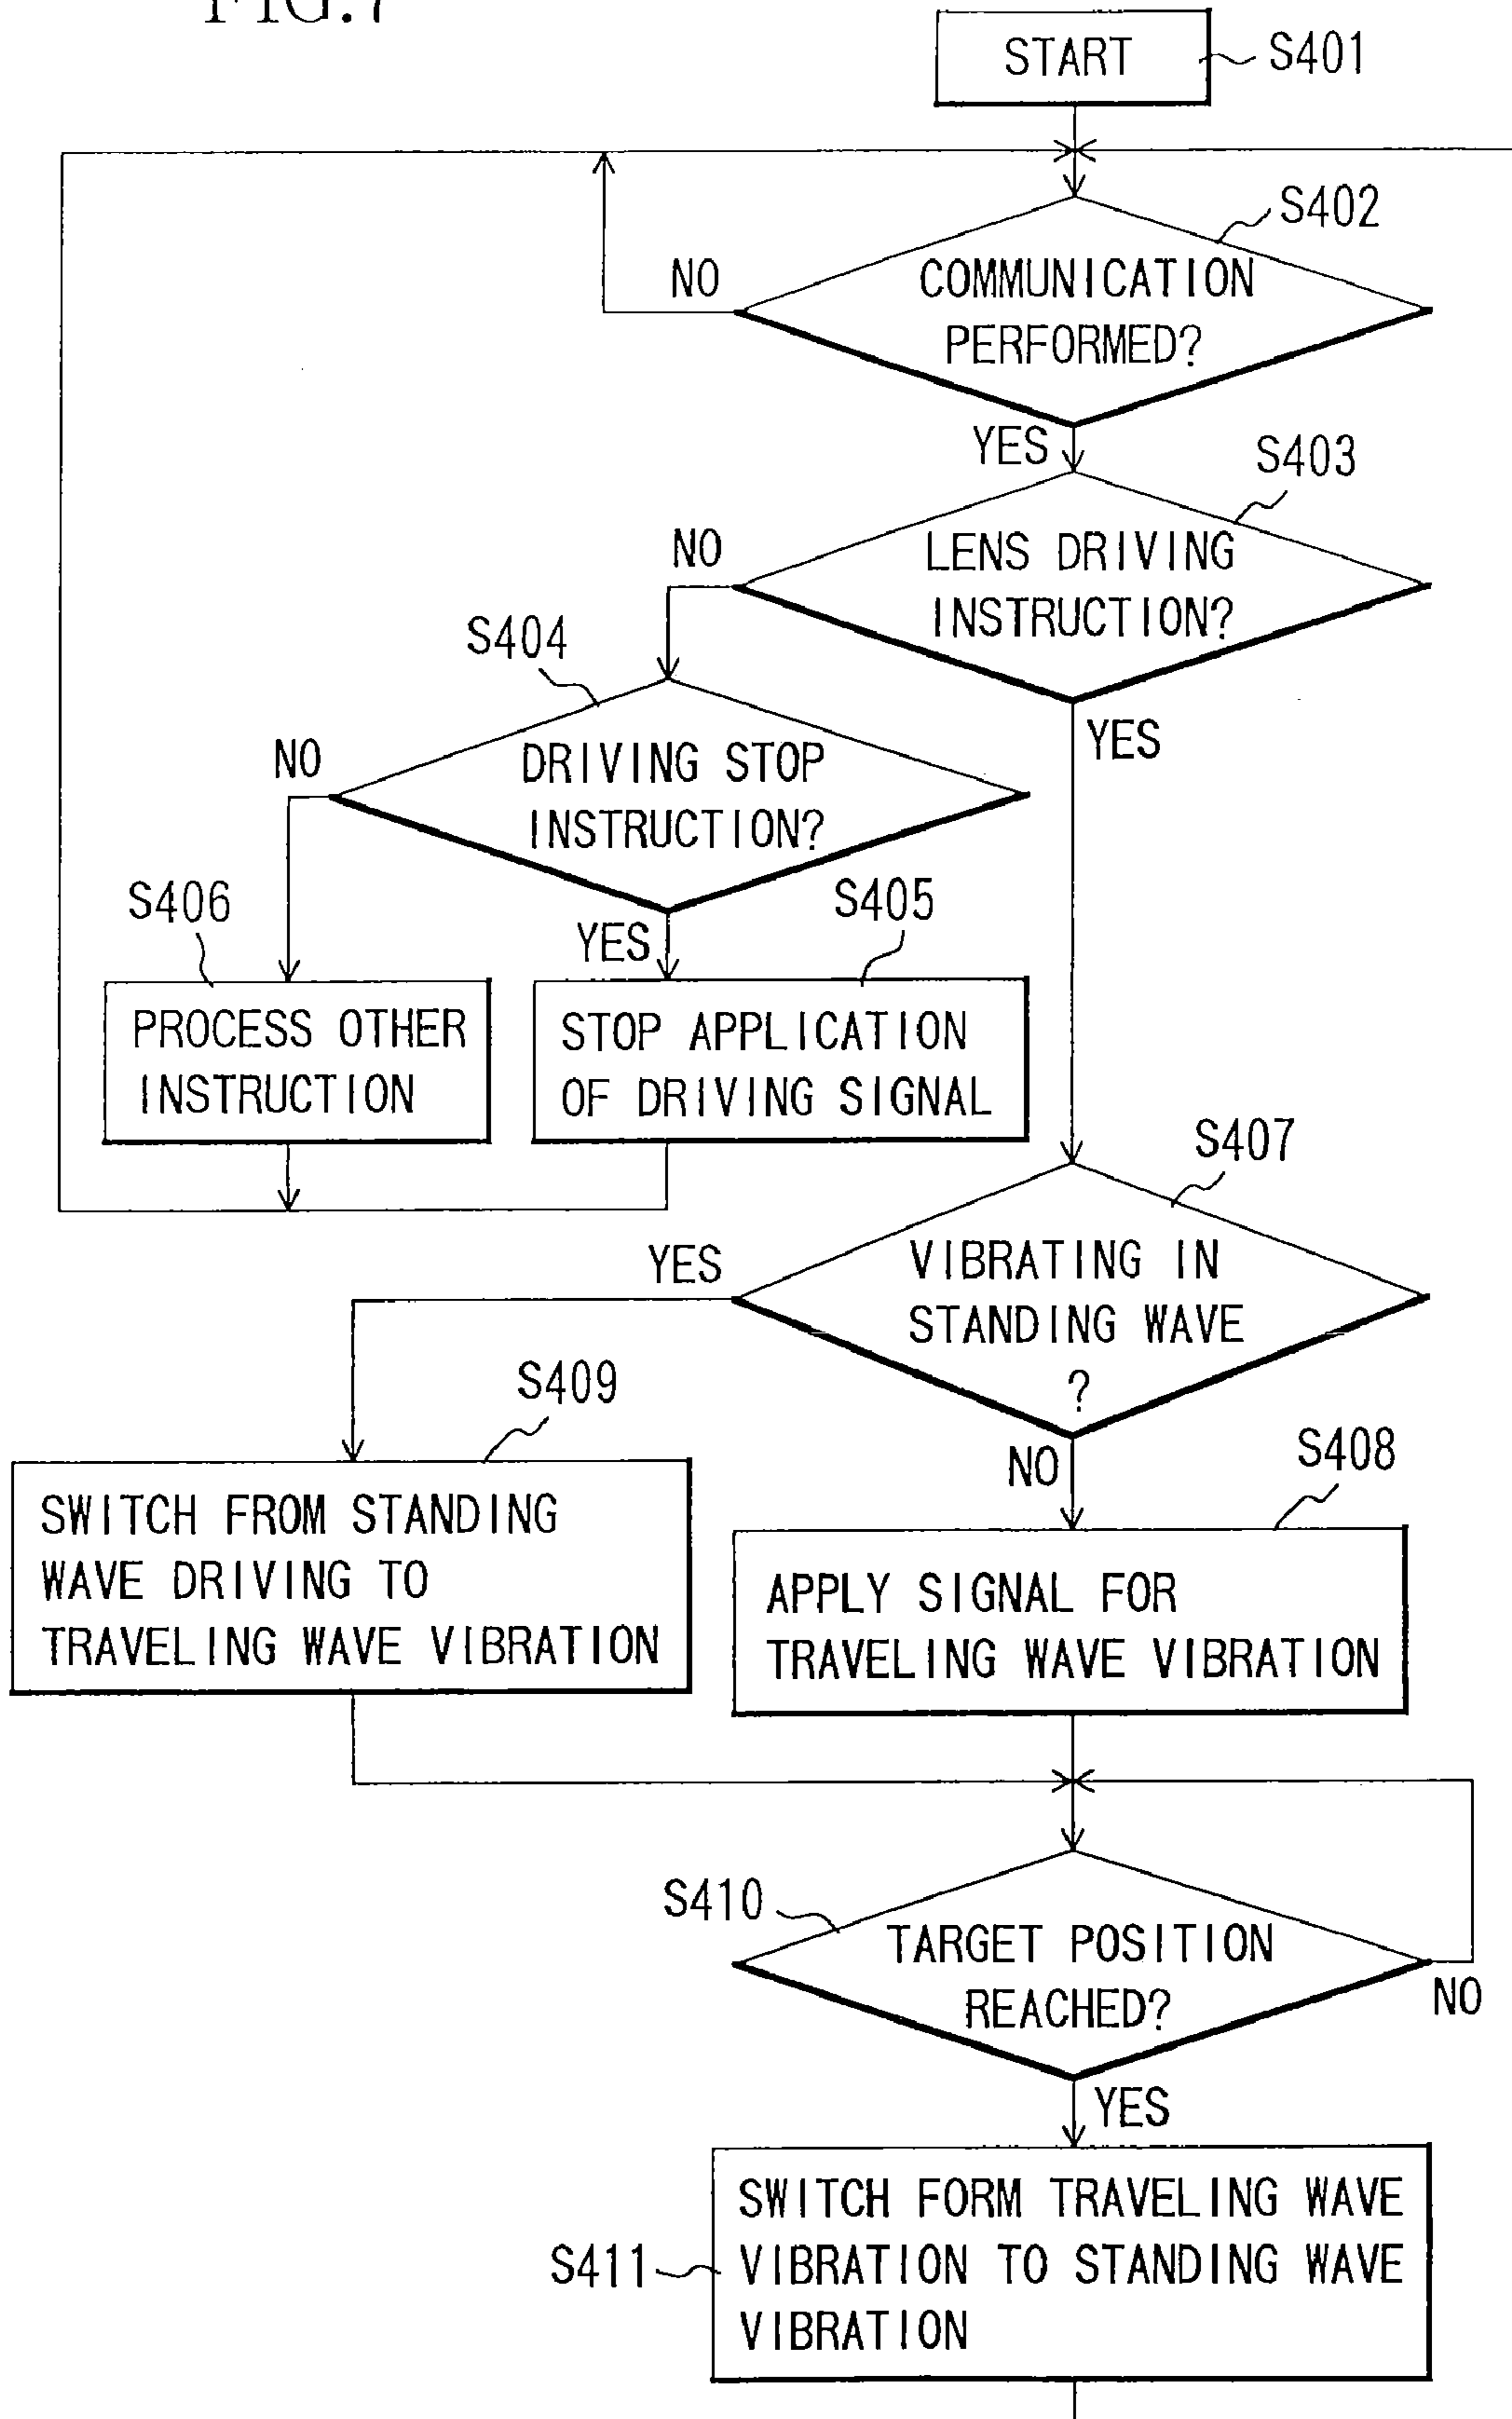 FIG.7
START
S401
S402
COMMUNICATION
PERFORMED?
NO
YES
S403
LENS DRIVING
INSTRUCTION?
NO
YES
S404
DRIVING STOP
INSTRUCTION?
NO
YES
S406
PROCESS OTHER
INSTRUCTION
S405
STOP APPLICATION
OF DRIVING SIGNAL
S407
VIBRATING IN
STANDING WAVE
?
YES
NO
S409
SWITCH FROM STANDING
WAVE DRIVING TO
TRAVELING WAVE VIBRATION
S408
APPLY SIGNAL FOR
TRAVELING WAVE VIBRATION
S410
TARGET POSITION
REACHED?
NO
YES
S411
SWITCH FORM TRAVELING WAVE
VIBRATION TO STANDING WAVE
VIBRATION